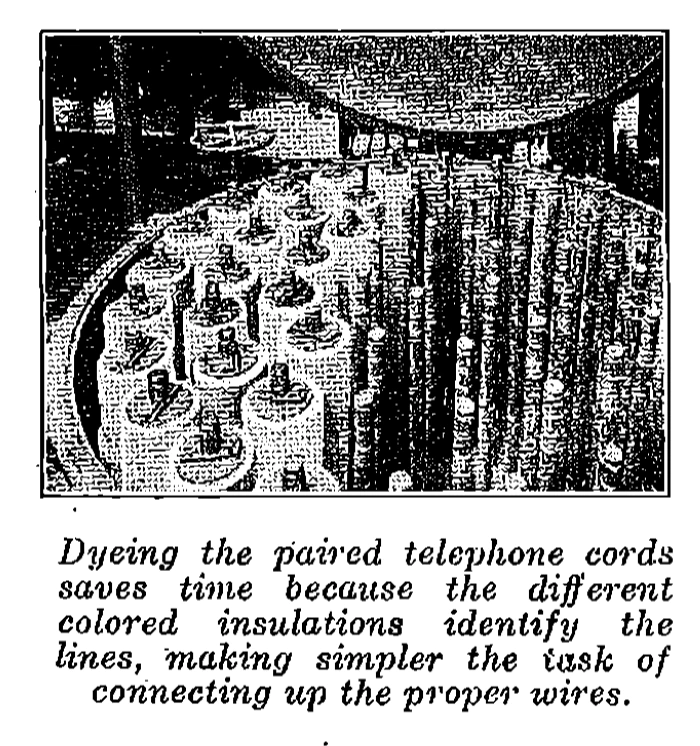 Dyeing the paired telephone cords
saves time because the different
colored insulations identify the
lines, making simpler the task of
connecting up the proper wires.